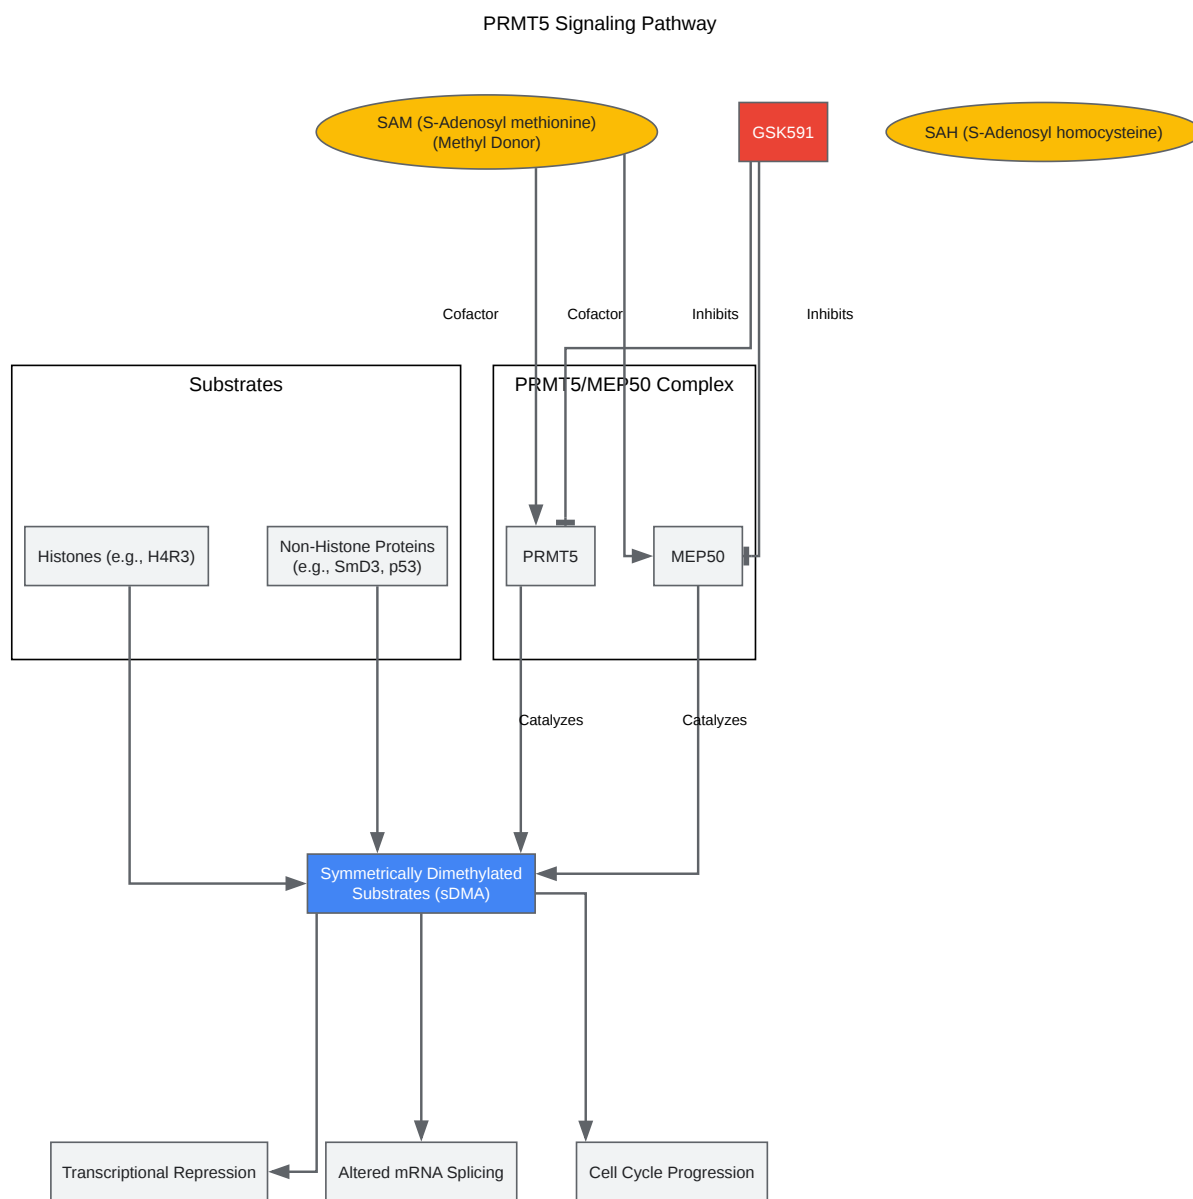 PRMT5 Signaling Pathway
SAM (S-Adenosyl methionine)
(Methyl Donor)
GSK591
SAH (S-Adenosyl homocysteine)
Cofactor
Cofactor
Inhibits
Inhibits
Substrates
PRMT5/MEP50 Complex
Histones (e.g., H4R3)
Non-Histone Proteins
(e.g., SmD3, p53)
PRMT5
MEP50
Catalyzes
Catalyzes
Symmetrically Dimethylated
Substrates (sDMA)
Transcriptional Repression
Altered mRNA Splicing
Cell Cycle Progression